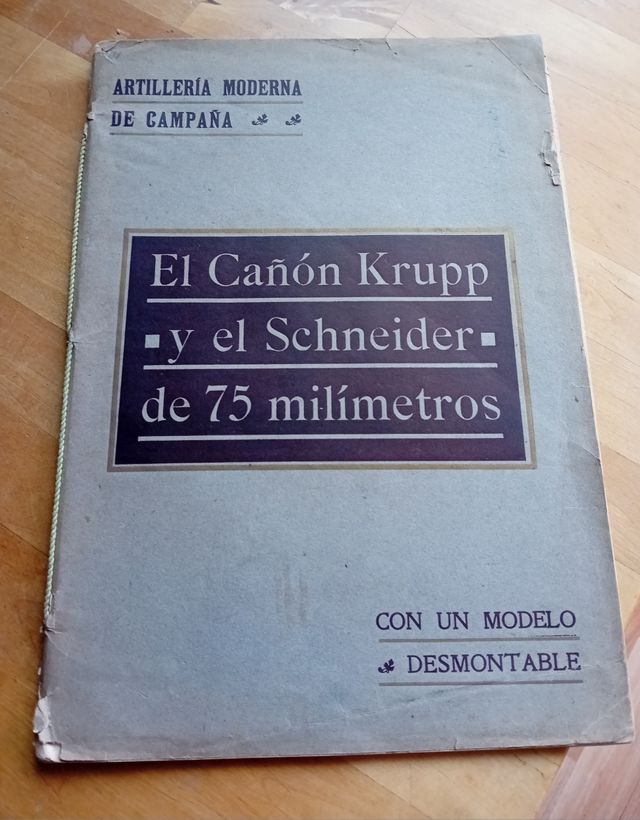 ARTILLERÍA MODERNA
DE CAMPAÑA
El Cañón Krupp
y el Schneider
de 75 milímetros
CON UN MODELO
DESMONTABLE